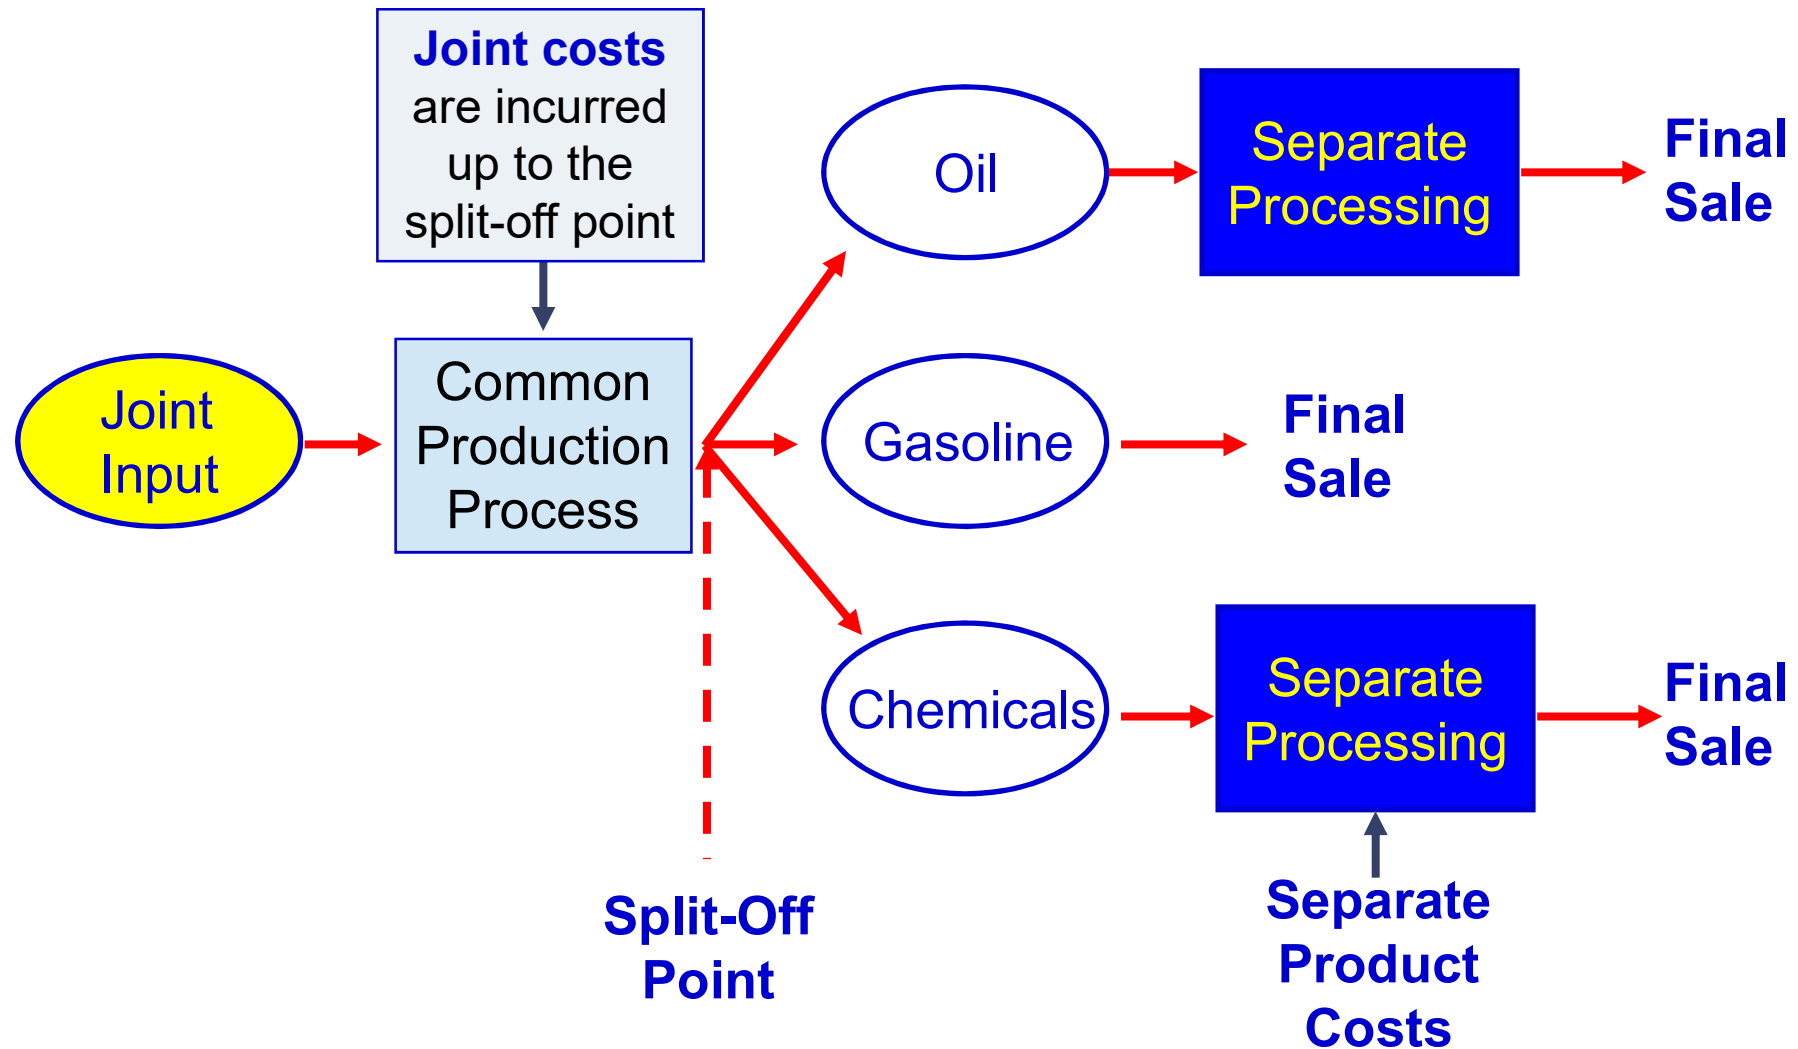 Joint costs
are incurred
up to the
split-off point
Joint
Input
Common
Production
Process
Split-Off
Point
Oil
Separate
Processing
Final
Sale
Gasoline
Final
Sale
Chemicals
Separate
Processing
Final
Sale
Separate
Product
Costs